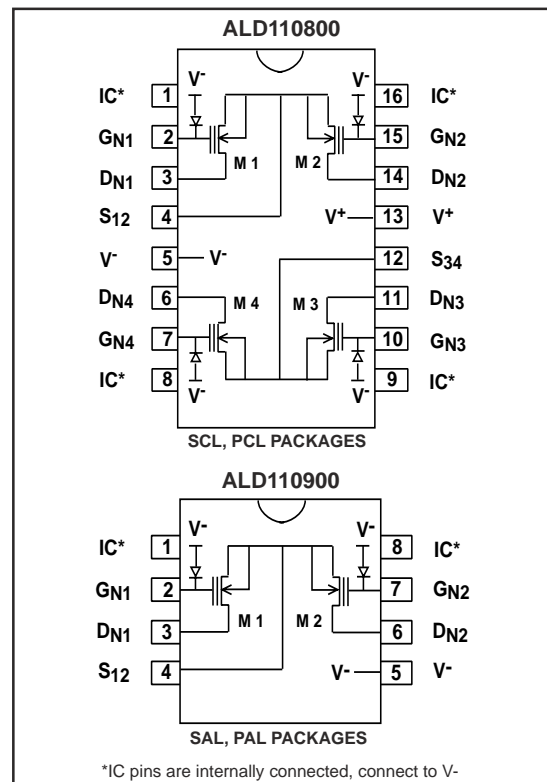 ALD110800
V-
V-
IC*
1
16
IC*
GN1
2
15
GN2
M 1
M 2
DN1
3
14
DN2
S12
4
V+
13
V+
V-
5
V-
12
S34
DN4
6
M 4
M 3
11
DN3
GN4
7
10
GN3
IC*
8
V-
V-
9
IC*
SCL, PCL PACKAGES
ALD110900
V-
V-
IC*
1
8
IC*
GN1
2
7
GN2
M 1
M 2
DN1
3
6
DN2
S12
4
V-
5
V-
SAL, PAL PACKAGES
*IC pins are internally connected, connect to V-